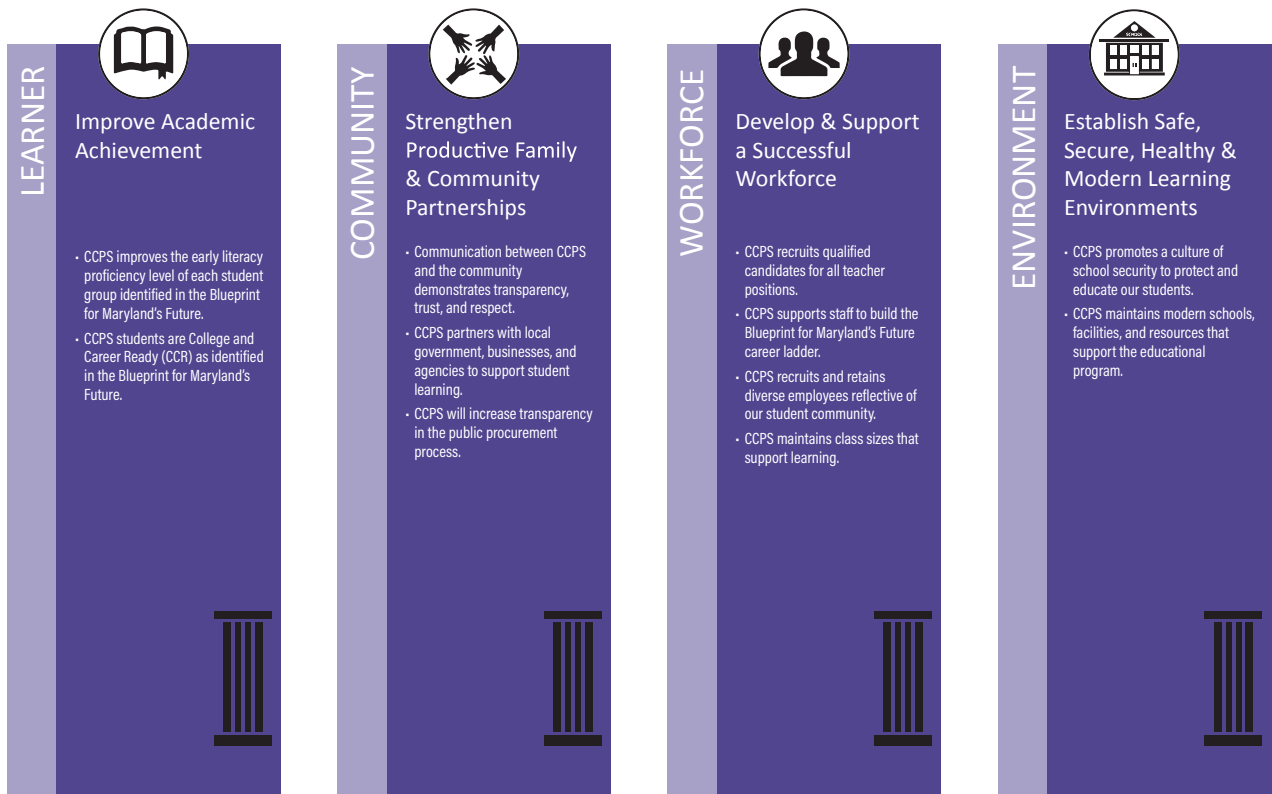 LEARNER
Improve Academic
Achievement
• CCPS improves the early literacy
proficiency level of each student
group identified in the Blueprint
for Maryland's Future.
• CCPS students are College and
Career Ready (CCR) as identified
in the Blueprint for Maryland's
Future.
COMMUNITY
Strengthen
Productive Family
& Community
Partnerships
• Communication between CCPS
and the community
demonstrates transparency,
trust, and respect.
• CCPS partners with local
government, businesses, and
agencies to support student
learning.
• CCPS will increase transparency
in the public procurement
process.
WORKFORCE
Develop & Support
a Successful
Workforce
• CCPS recruits qualified
candidates for all teacher
positions.
• CCPS supports staff to build the
Blueprint for Maryland's Future
career ladder.
• CCPS recruits and retains
diverse employees reflective of
our student community.
• CCPS maintains class sizes that
support learning.
ENVIRONMENT
SCHOOL
Establish Safe,
Secure, Healthy &
Modern Learning
Environments
• CCPS promotes a culture of
school security to protect and
educate our students.
• CCPS maintains modern schools,
facilities, and resources that
support the educational
program.